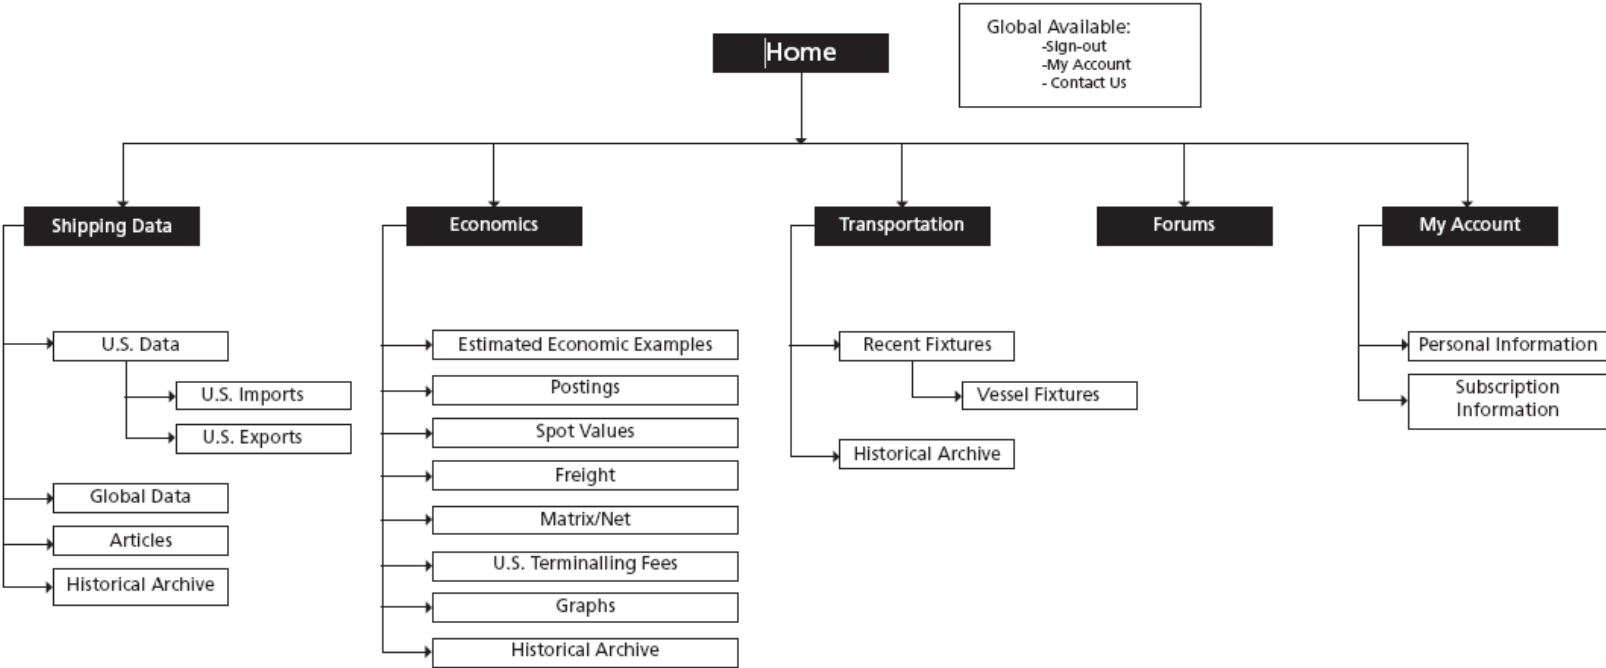 Home
Global Available:
-Sign-out
-My Account
- Contact Us
Shipping Data
Economics
Transportation
Forums
My Account
U.S. Data
U.S. Imports
U.S. Exports
Global Data
Articles
Historical Archive
Estimated Economic Examples
Postings
Spot Values
Freight
Matrix/Net
U.S. Terminalling Fees
Graphs
Historical Archive
Recent Fixtures
Vessel Fixtures
Historical Archive
Personal Information
Subscription
Information